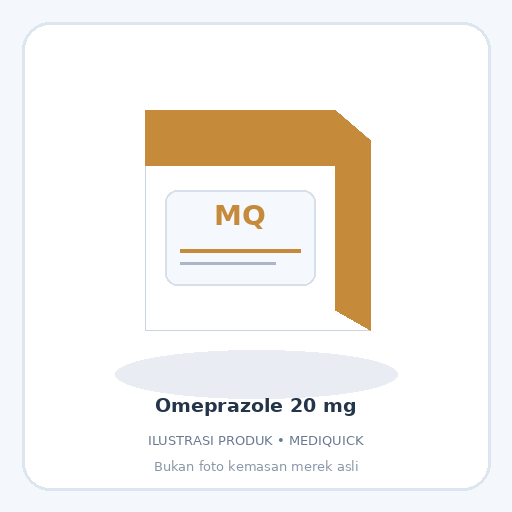 MQ
Omeprazole 20 mg
ILUSTRASI PRODUK • MEDIQUICK
Bukan foto kemasan merek asli